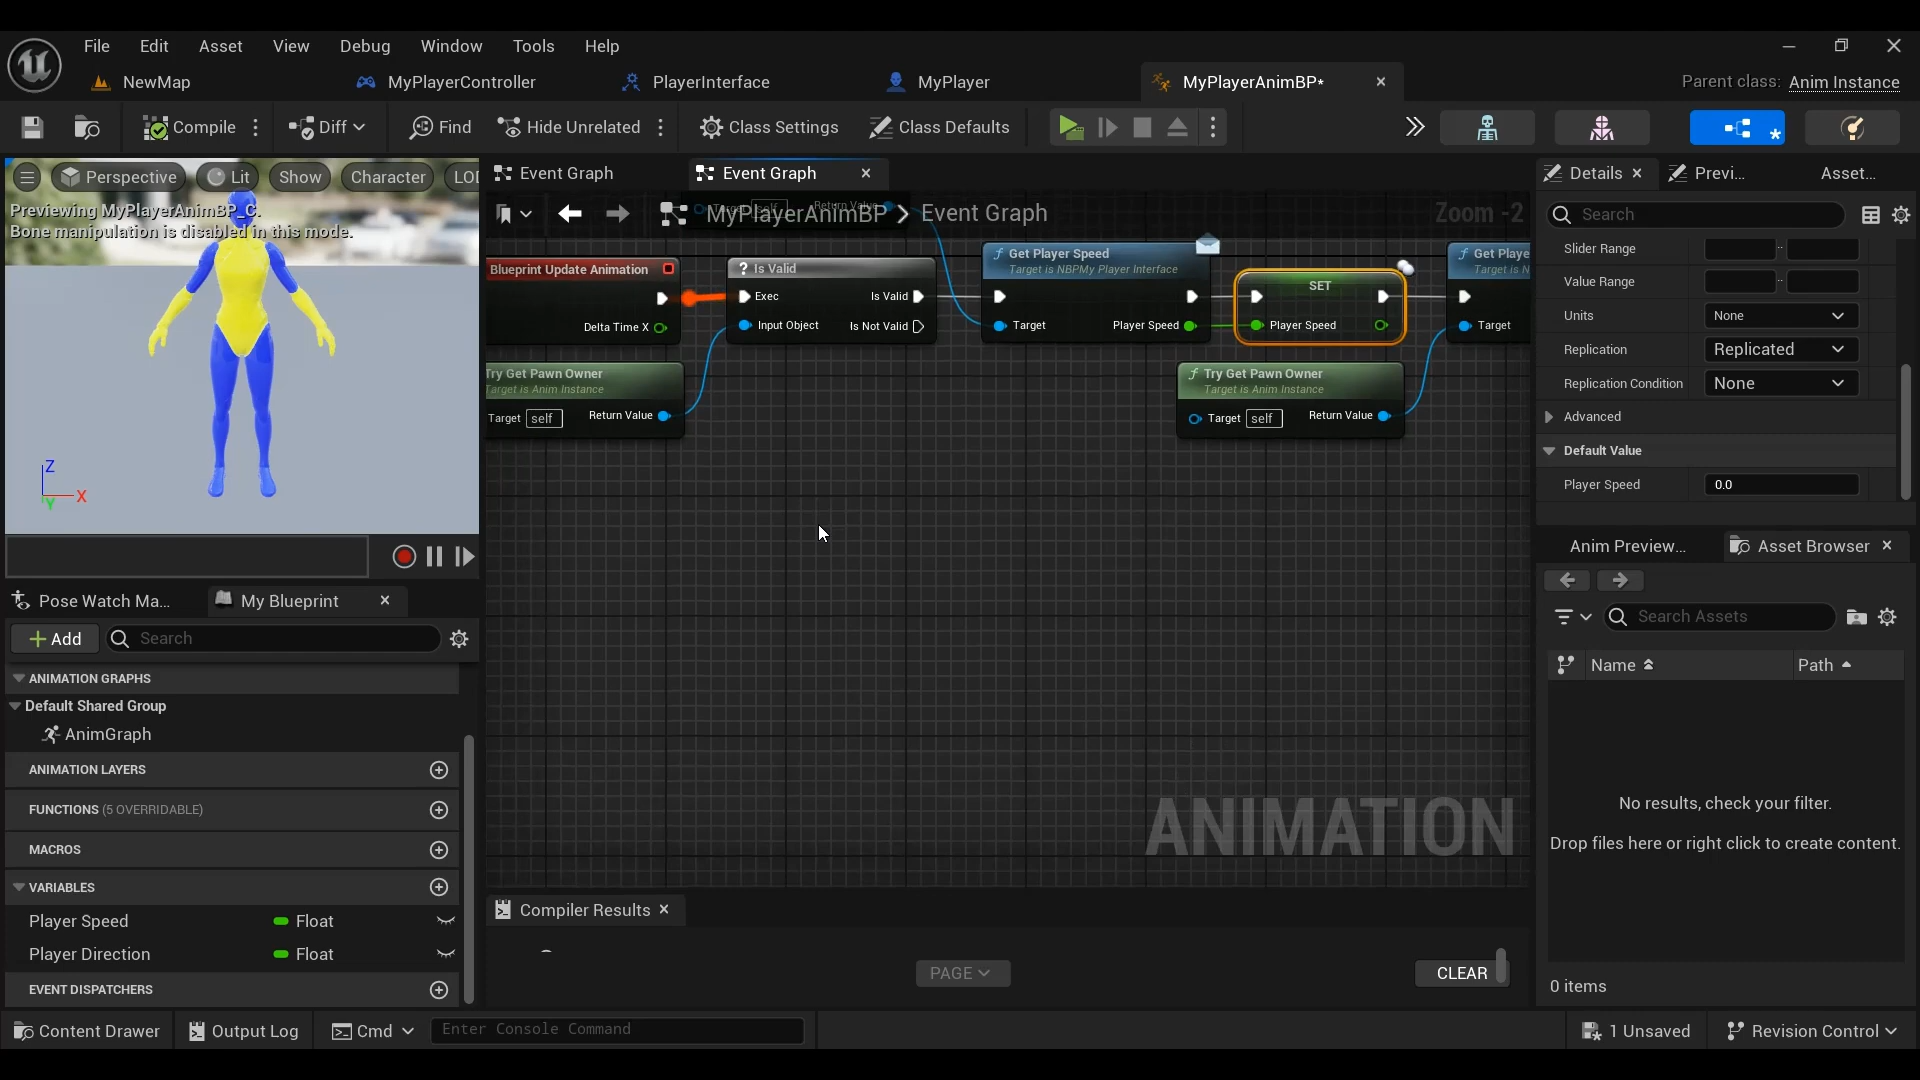 File Edit Asset View Debug Window Tools Help
NewMap MyPlayerController PlayerInterface MyPlayer MyPlayerAnimBP* Parent class: Anim Instance
Compile Diff Find Hide Unrelated Class Settings Class Defaults
Perspective Lit Show Character LOD
Previewing MyPlayerAnimBP_C.
Bone manipulation is disabled in this mode.
Z
X
Y
Event Graph Event Graph
MyPlayerAnimBP > Event Graph
Zoom -2
Target self Return Value
Blueprint Update Animation
Delta Time X
? Is Valid
Exec Is Valid
Input Object Is Not Valid
f Get Player Speed
Target is NBPMy Player Interface
Target Player Speed
SET
Player Speed
f Get Playe
Target is N
Target
Try Get Pawn Owner
Target is Anim Instance
Target self Return Value
f Try Get Pawn Owner
Target is Anim Instance
Target self Return Value
ANIMATION
Compiler Results
PAGE
CLEAR
Pose Watch Ma... My Blueprint
Add Search
ANIMATION GRAPHS
Default Shared Group
AnimGraph
ANIMATION LAYERS
FUNCTIONS (5 OVERRIDABLE)
MACROS
VARIABLES
Player Speed Float
Player Direction Float
EVENT DISPATCHERS
Details Previ... Asset...
Search
Slider Range
Value Range
Units None
Replication Replicated
Replication Condition None
Advanced
Default Value
Player Speed 0.0
Anim Preview... Asset Browser
Search Assets
Name Path
No results, check your filter.
Drop files here or right click to create content.
0 items
Content Drawer Output Log Cmd Enter Console Command 1 Unsaved Revision Control